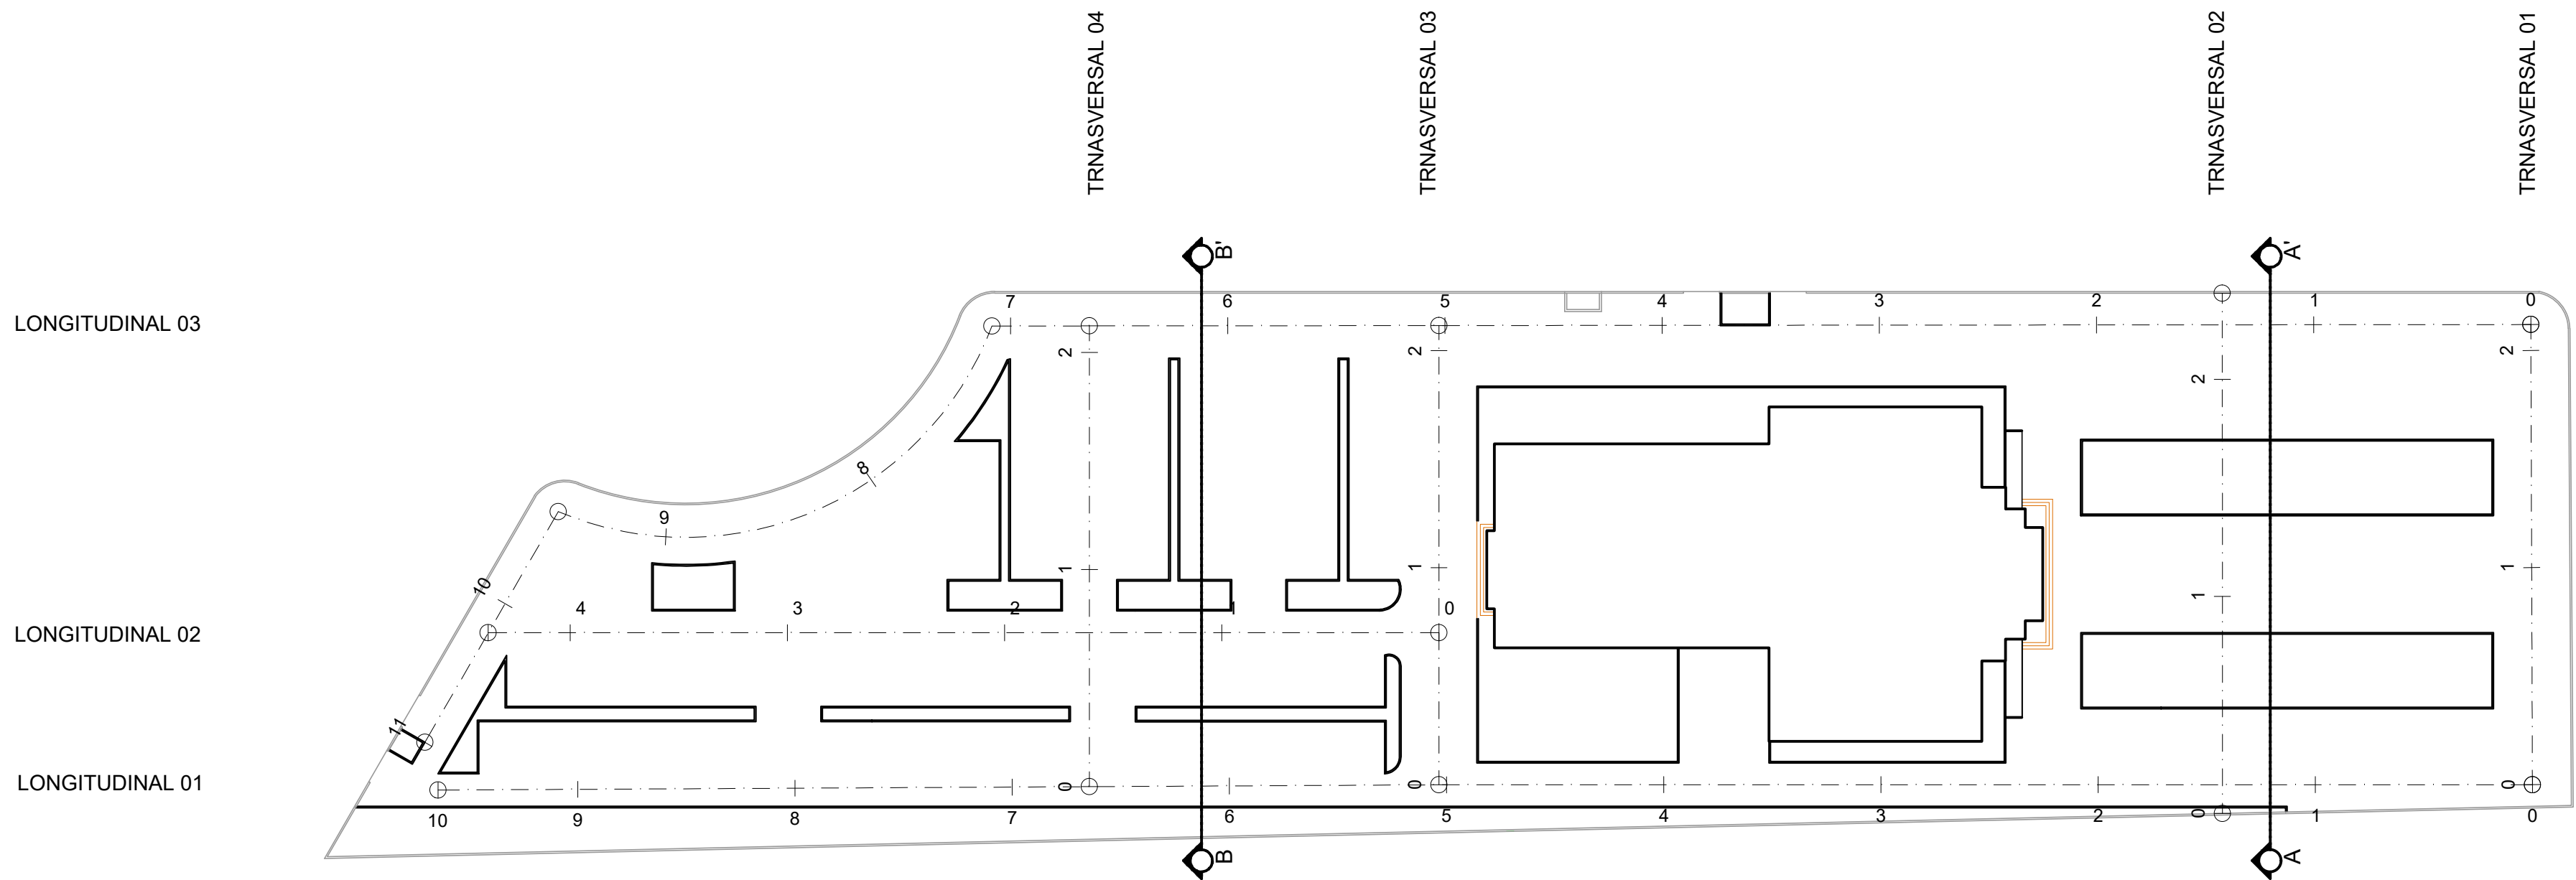 TRNASVERSAL 04
TRNASVERSAL 03
TRNASVERSAL 02
TRNASVERSAL 01
B'
A'
LONGITUDINAL 03
7 6 5 4 3 2 1 0
2 2 2 2
8
9
1 1 1 1
10
4 3 2 1 0
LONGITUDINAL 02
11
LONGITUDINAL 01
0 0 0 0
10 9 8 7 6 5 4 3 2 1 0
B
A